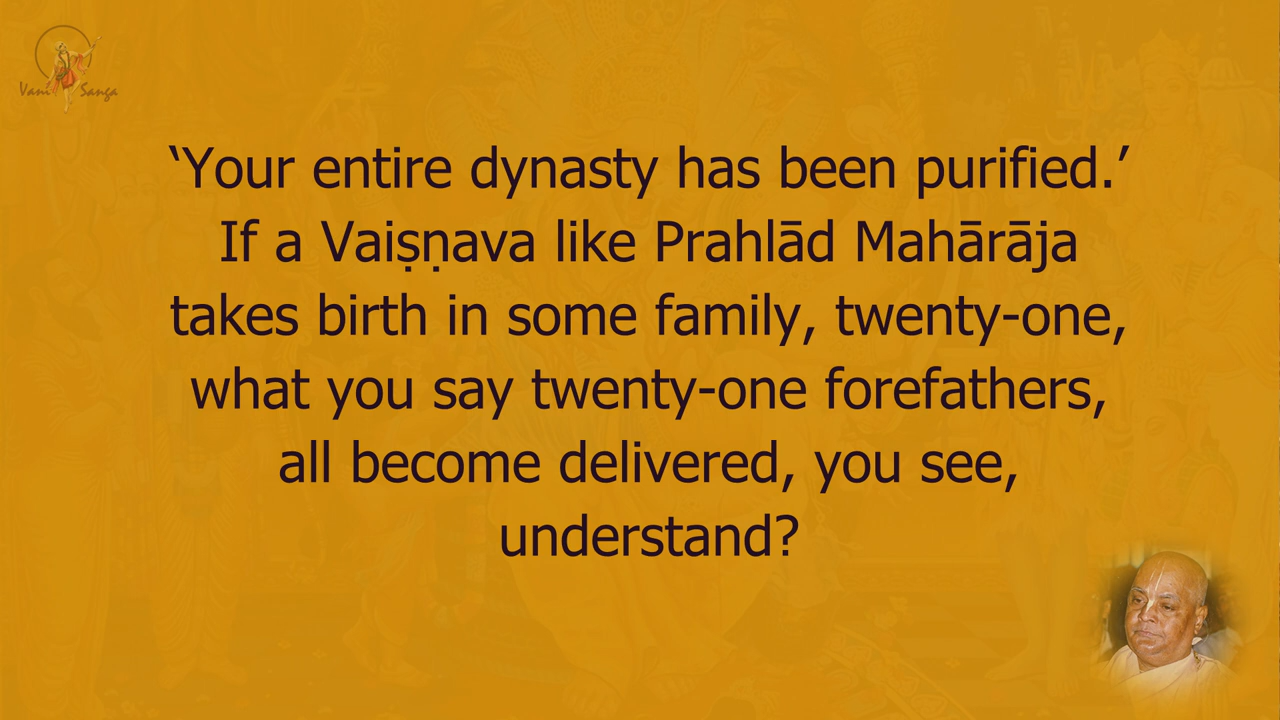 Vani Sanga
‘Your entire dynasty has been purified.’
If a Vaiṣṇava like Prahlād Mahārāja
takes birth in some family, twenty-one,
what you say twenty-one forefathers,
all become delivered, you see,
understand?